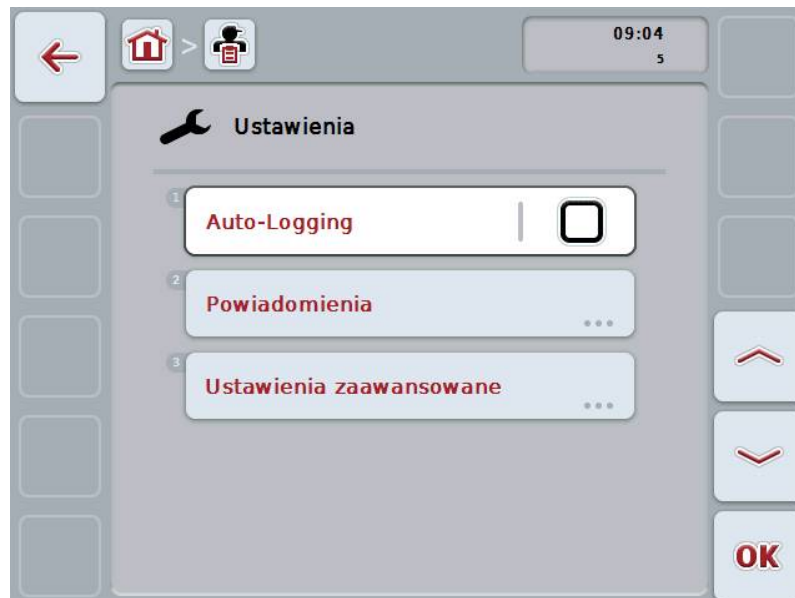 >
09:04
5
Ustawienia
1
Auto-Logging
2
Powiadomienia
...
3
Ustawienia zaawansowane
...
OK